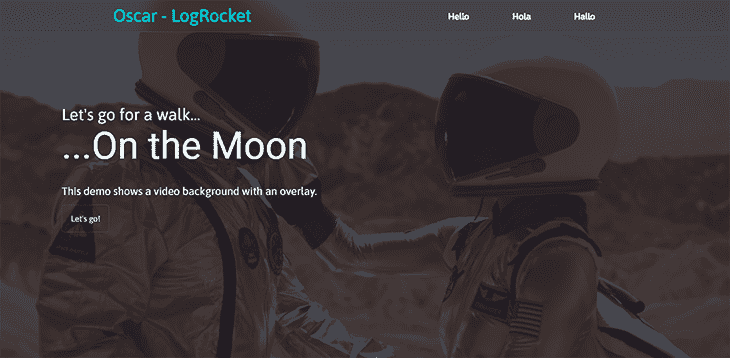 Oscar - LogRocket
Hello Hola Hallo
Let's go for a walk...
...On the Moon
This demo shows a video background with an overlay.
Let's go!